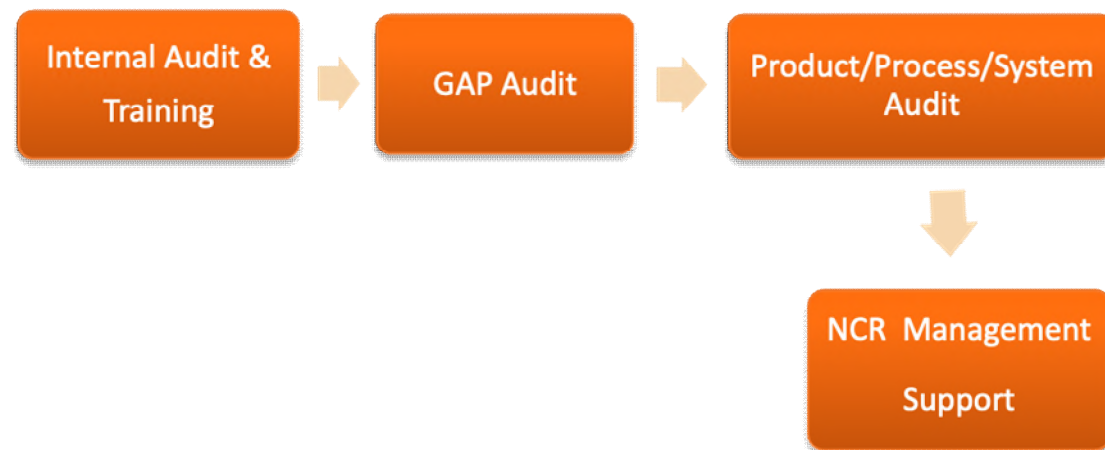 Internal Audit &
Training
GAP Audit
Product/Process/System
Audit
NCR  Management
Support